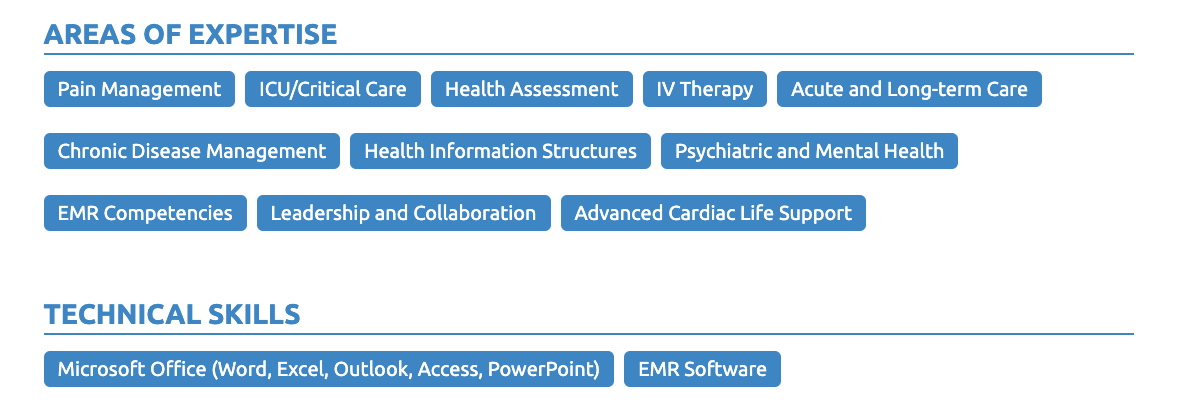 AREAS OF EXPERTISE
Pain Management ICU/Critical Care Health Assessment IV Therapy Acute and Long-term Care
Chronic Disease Management Health Information Structures Psychiatric and Mental Health
EMR Competencies Leadership and Collaboration Advanced Cardiac Life Support
TECHNICAL SKILLS
Microsoft Office (Word, Excel, Outlook, Access, PowerPoint) EMR Software